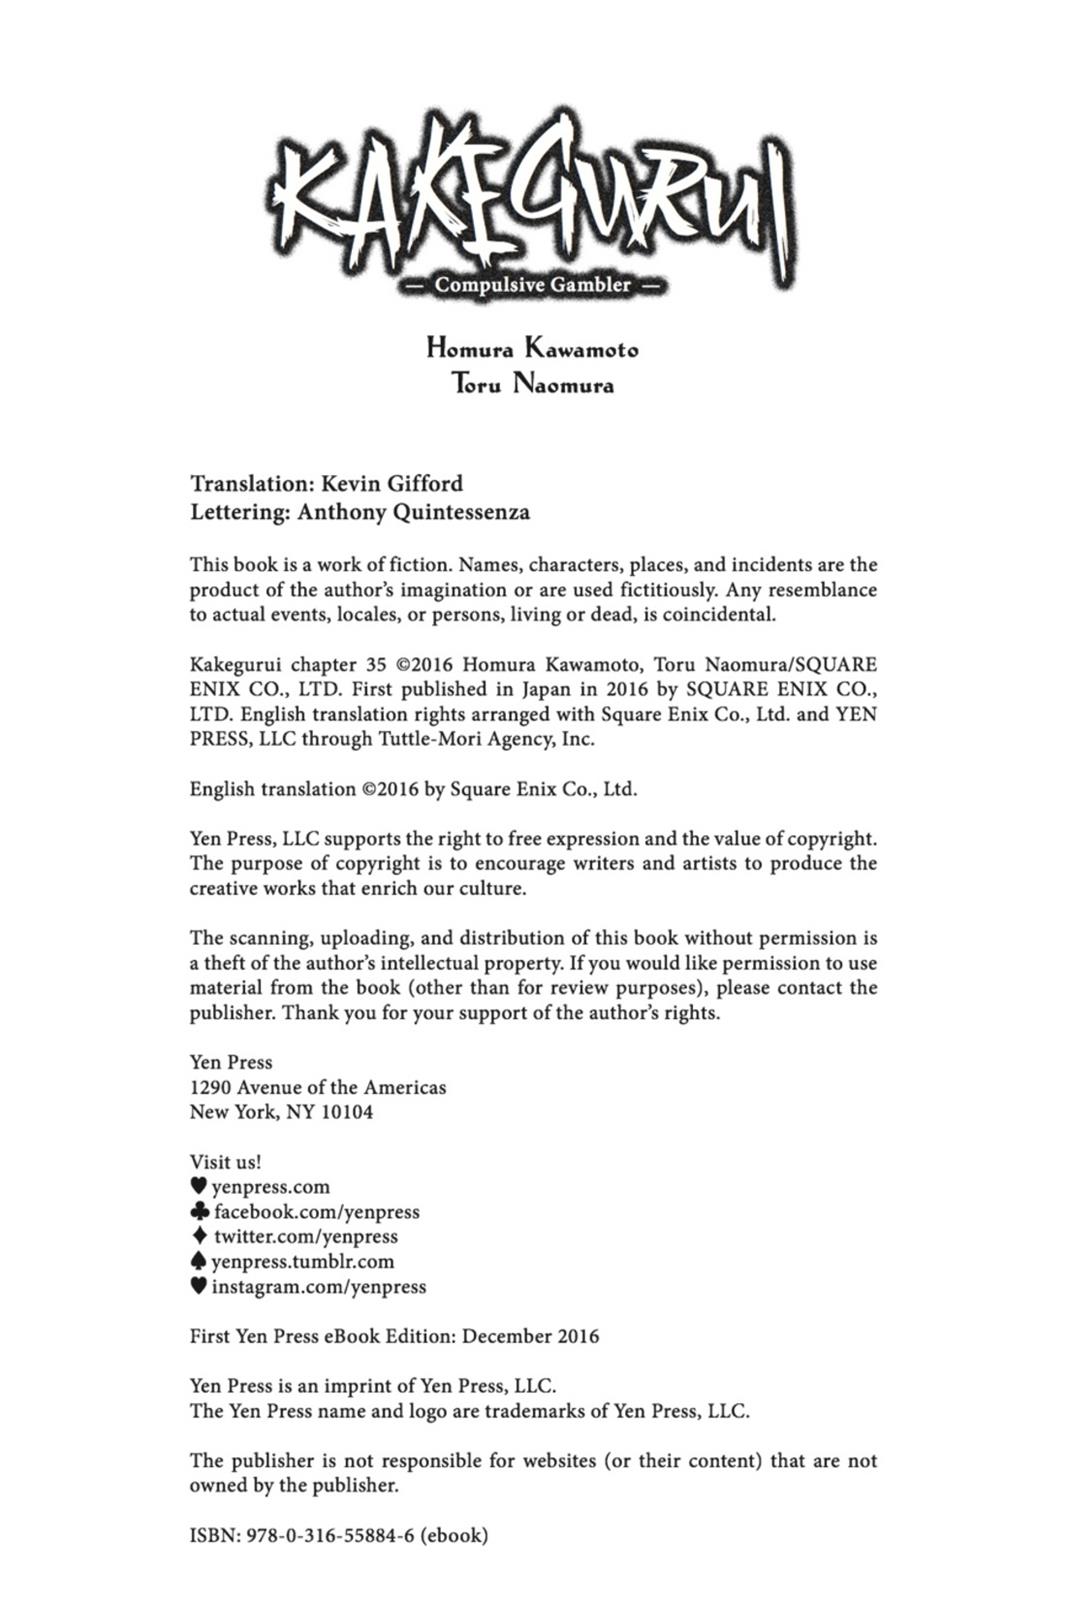 KAKEGURUI
— Compulsive Gambler —
Homura Kawamoto
Toru Naomura
Translation: Kevin Gifford
Lettering: Anthony Quintessenza
This book is a work of fiction. Names, characters, places, and incidents are the
product of the author's imagination or are used fictitiously. Any resemblance
to actual events, locales, or persons, living or dead, is coincidental.
Kakegurui chapter 35 ©2016 Homura Kawamoto, Toru Naomura/SQUARE
ENIX CO., LTD. First published in Japan in 2016 by SQUARE ENIX CO.,
LTD. English translation rights arranged with Square Enix Co., Ltd. and YEN
PRESS, LLC through Tuttle-Mori Agency, Inc.
English translation ©2016 by Square Enix Co., Ltd.
Yen Press, LLC supports the right to free expression and the value of copyright.
The purpose of copyright is to encourage writers and artists to produce the
creative works that enrich our culture.
The scanning, uploading, and distribution of this book without permission is
a theft of the author's intellectual property. If you would like permission to use
material from the book (other than for review purposes), please contact the
publisher. Thank you for your support of the author's rights.
Yen Press
1290 Avenue of the Americas
New York, NY 10104
Visit us!
♥ yenpress.com
♣ facebook.com/yenpress
♦ twitter.com/yenpress
♠ yenpress.tumblr.com
♥ instagram.com/yenpress
First Yen Press eBook Edition: December 2016
Yen Press is an imprint of Yen Press, LLC.
The Yen Press name and logo are trademarks of Yen Press, LLC.
The publisher is not responsible for websites (or their content) that are not
owned by the publisher.
ISBN: 978-0-316-55884-6 (ebook)